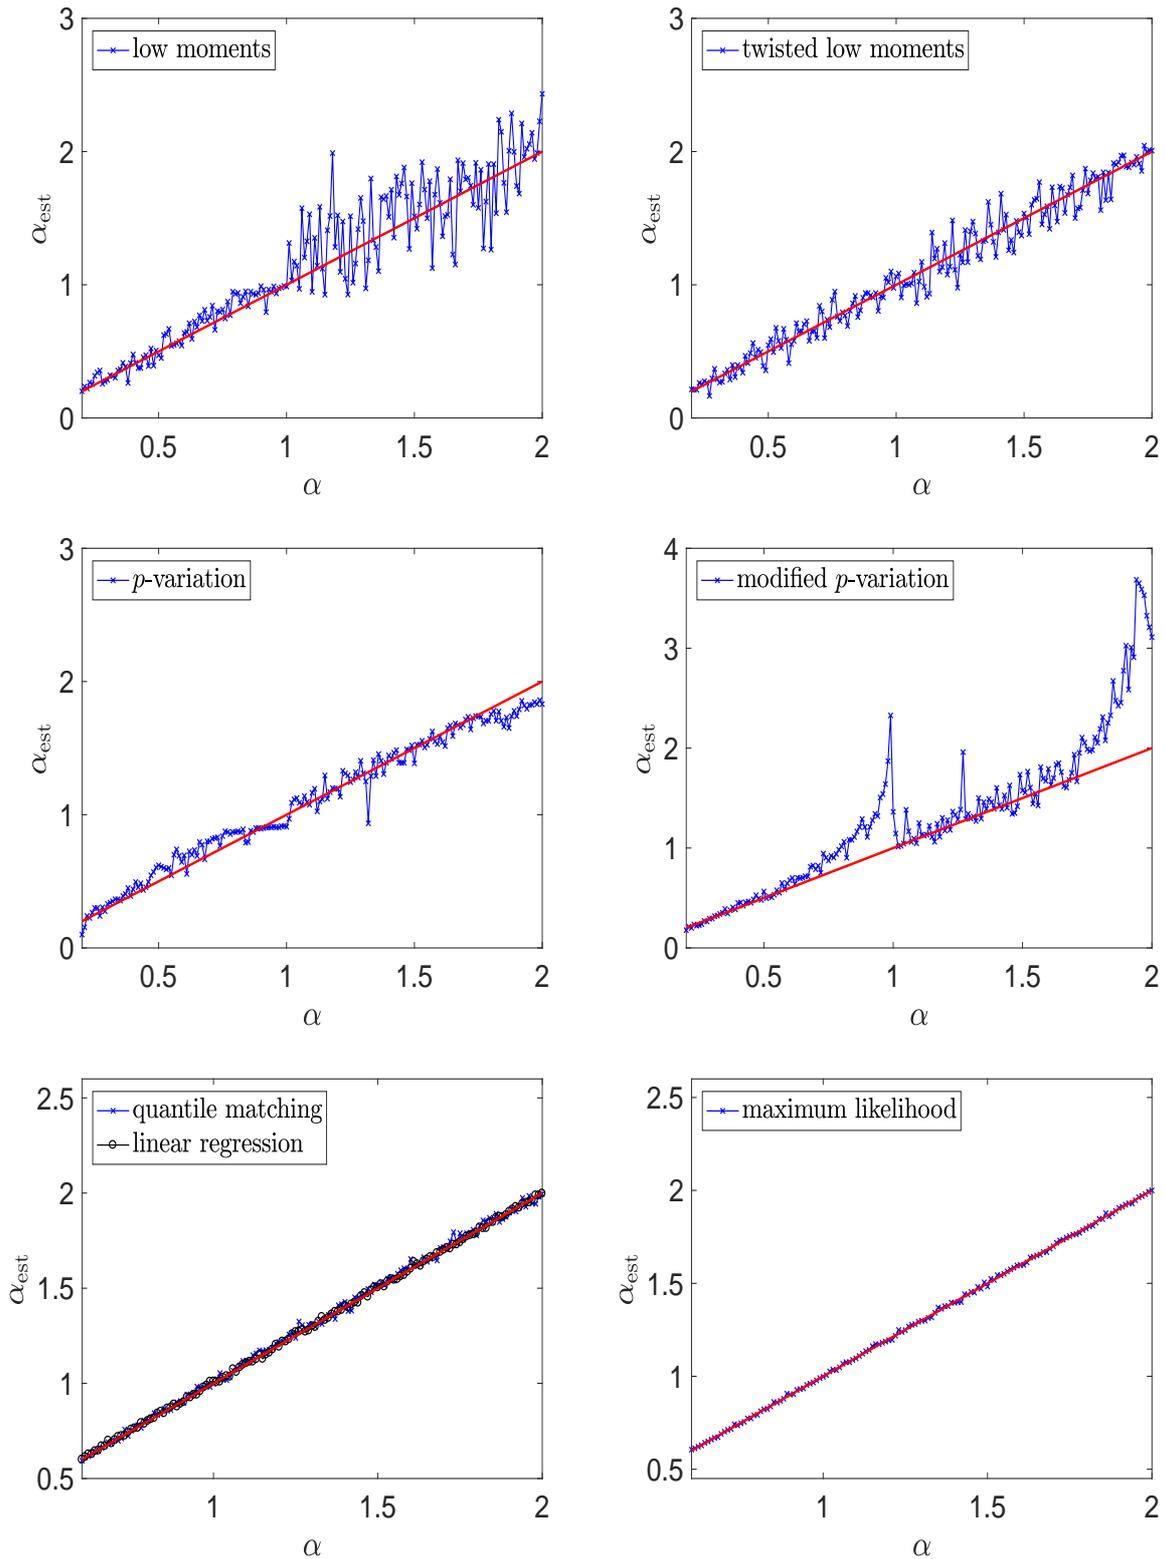 3
2
1
0
α_est
low moments
0.5 1 1.5 2
α
3
2
1
0
α_est
twisted low moments
0.5 1 1.5 2
α
3
2
1
0
α_est
p-variation
0.5 1 1.5 2
α
4
3
2
1
0
α_est
modified p-variation
0.5 1 1.5 2
α
2.5
2
1.5
1
0.5
α_est
quantile matching
linear regression
1 1.5 2
α
2.5
2
1.5
1
0.5
α_est
maximum likelihood
1 1.5 2
α